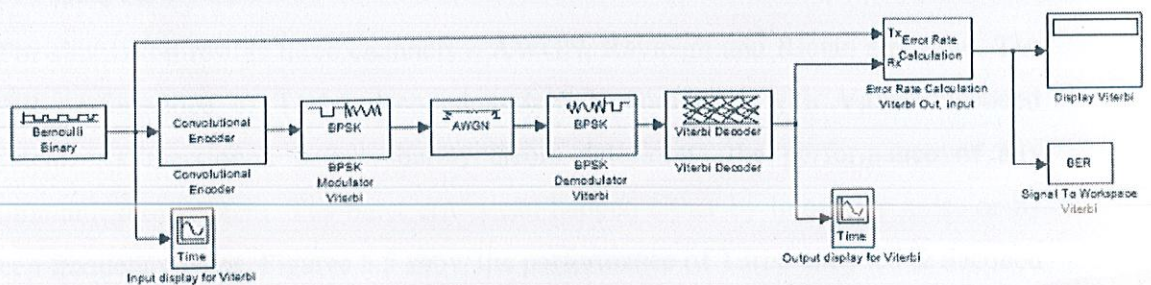 Tx Error Rate
Calculation
Rx
Error Rate Calculation
Viterbi Out, Input
Display Viterbi
Bernoulli
Binary
Convolutional
Encoder
Convolutional
Encoder
BPSK
BPSK
Modulator
Viterbi
AWGN
BPSK
BPSK
Demodulator
Viterbi
Viterbi Decoder
Viterbi Decoder
BER
Signal To Workspace
Viterbi
Time
Input display for Viterbi
Time
Output display for Viterbi